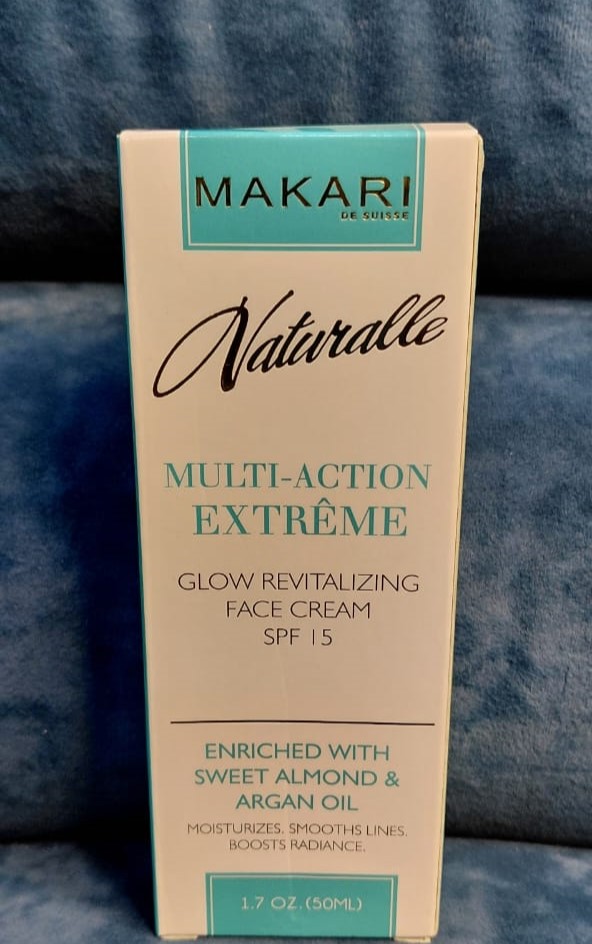 MAKARI
DE SUISSE
Naturalle
MULTI-ACTION
EXTRÊME
GLOW REVITALIZING
FACE CREAM
SPF 15
ENRICHED WITH
SWEET ALMOND &
ARGAN OIL
MOISTURIZES. SMOOTHS LINES.
BOOSTS RADIANCE.
1.7 OZ.(50ML)